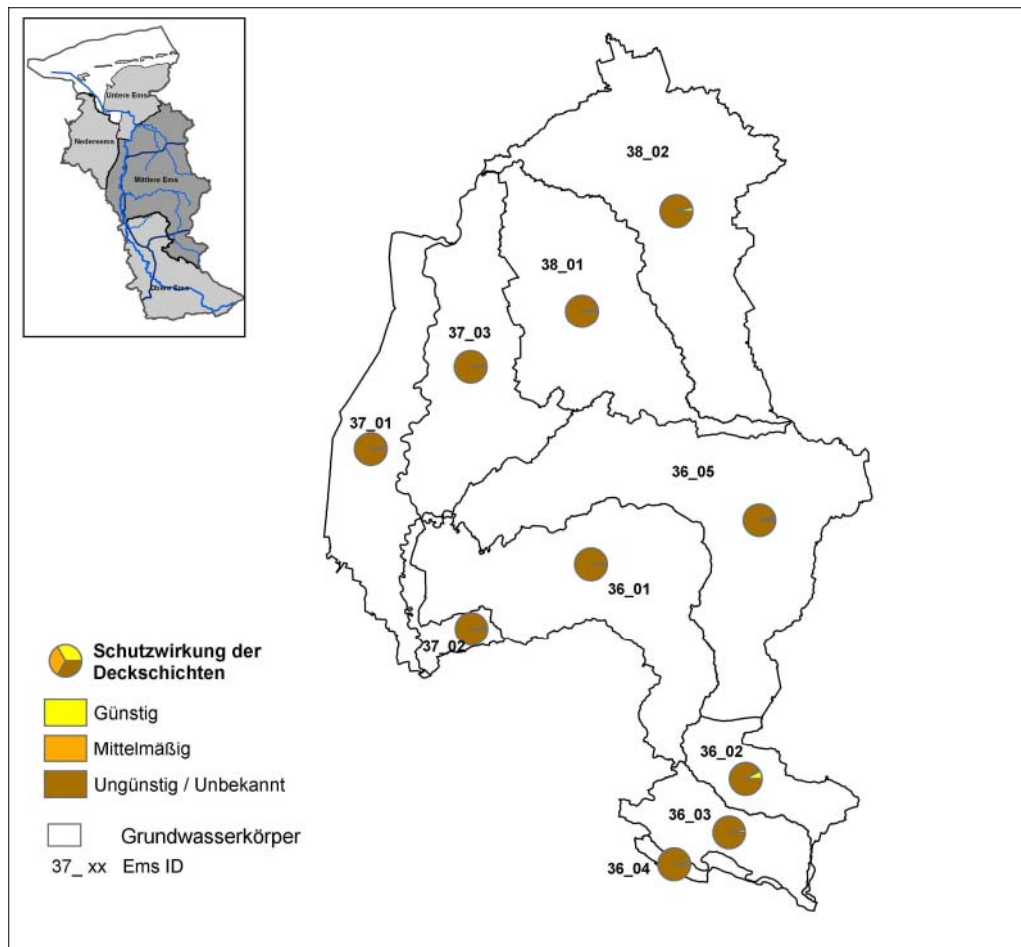 Untere Ems
Nedereems
Mittlere Ems
Obere Ems
38_02
38_01
37_03
37_01
36_05
36_01
37_02
36_02
36_03
36_04
Schutzwirkung der
Deckschichten
Günstig
Mittelmäßig
Ungünstig / Unbekannt
Grundwasserkörper
37_ xx Ems ID